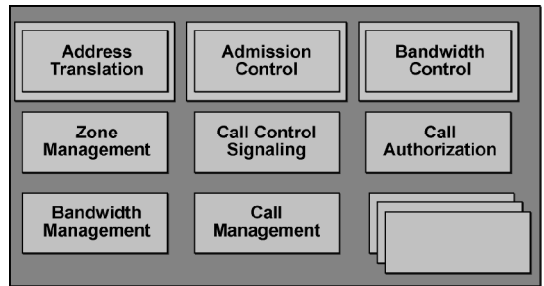 Address
Translation
Admission
Control
Bandwidth
Control
Zone
Management
Call Control
Signaling
Call
Authorization
Bandwidth
Management
Call
Management